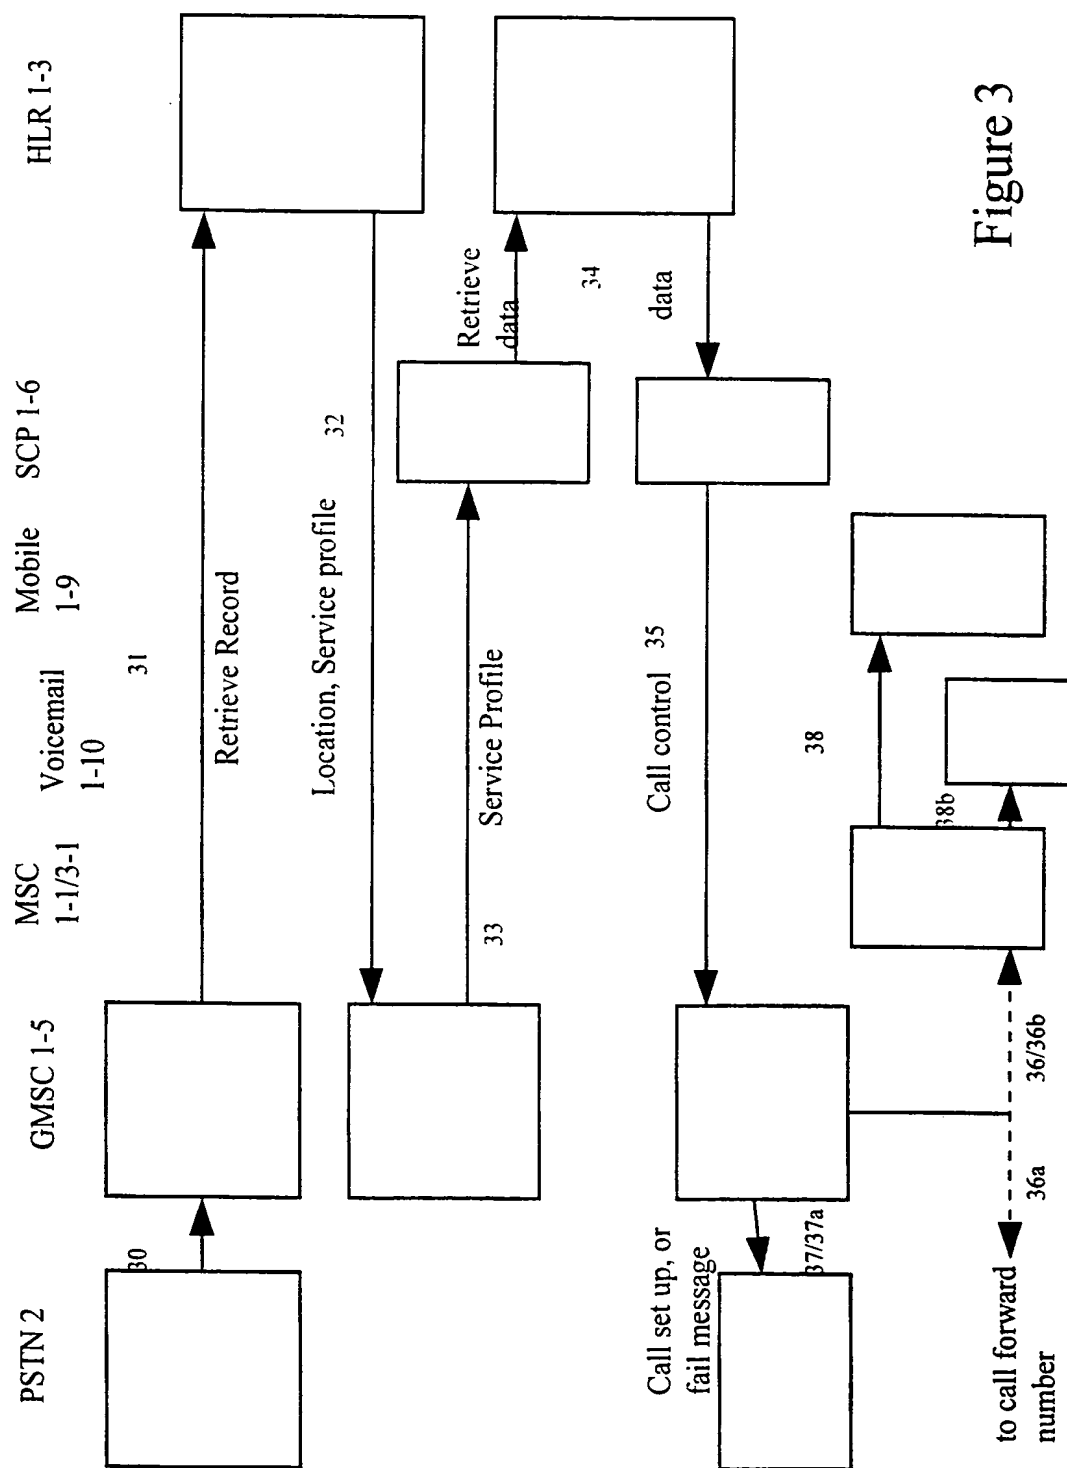 PSTN 2
GMSC 1-5
MSC
1-1/3-1
Voicemail
1-10
Mobile
1-9
SCP 1-6
HLR 1-3
30
31
Retrieve Record
Location, Service profile
32
33
Service Profile
Retrieve
data
34
data
Call control
35
Call set up, or
fail message
37/37a
38
38b
to call forward
number
36a
36/36b
Figure 3